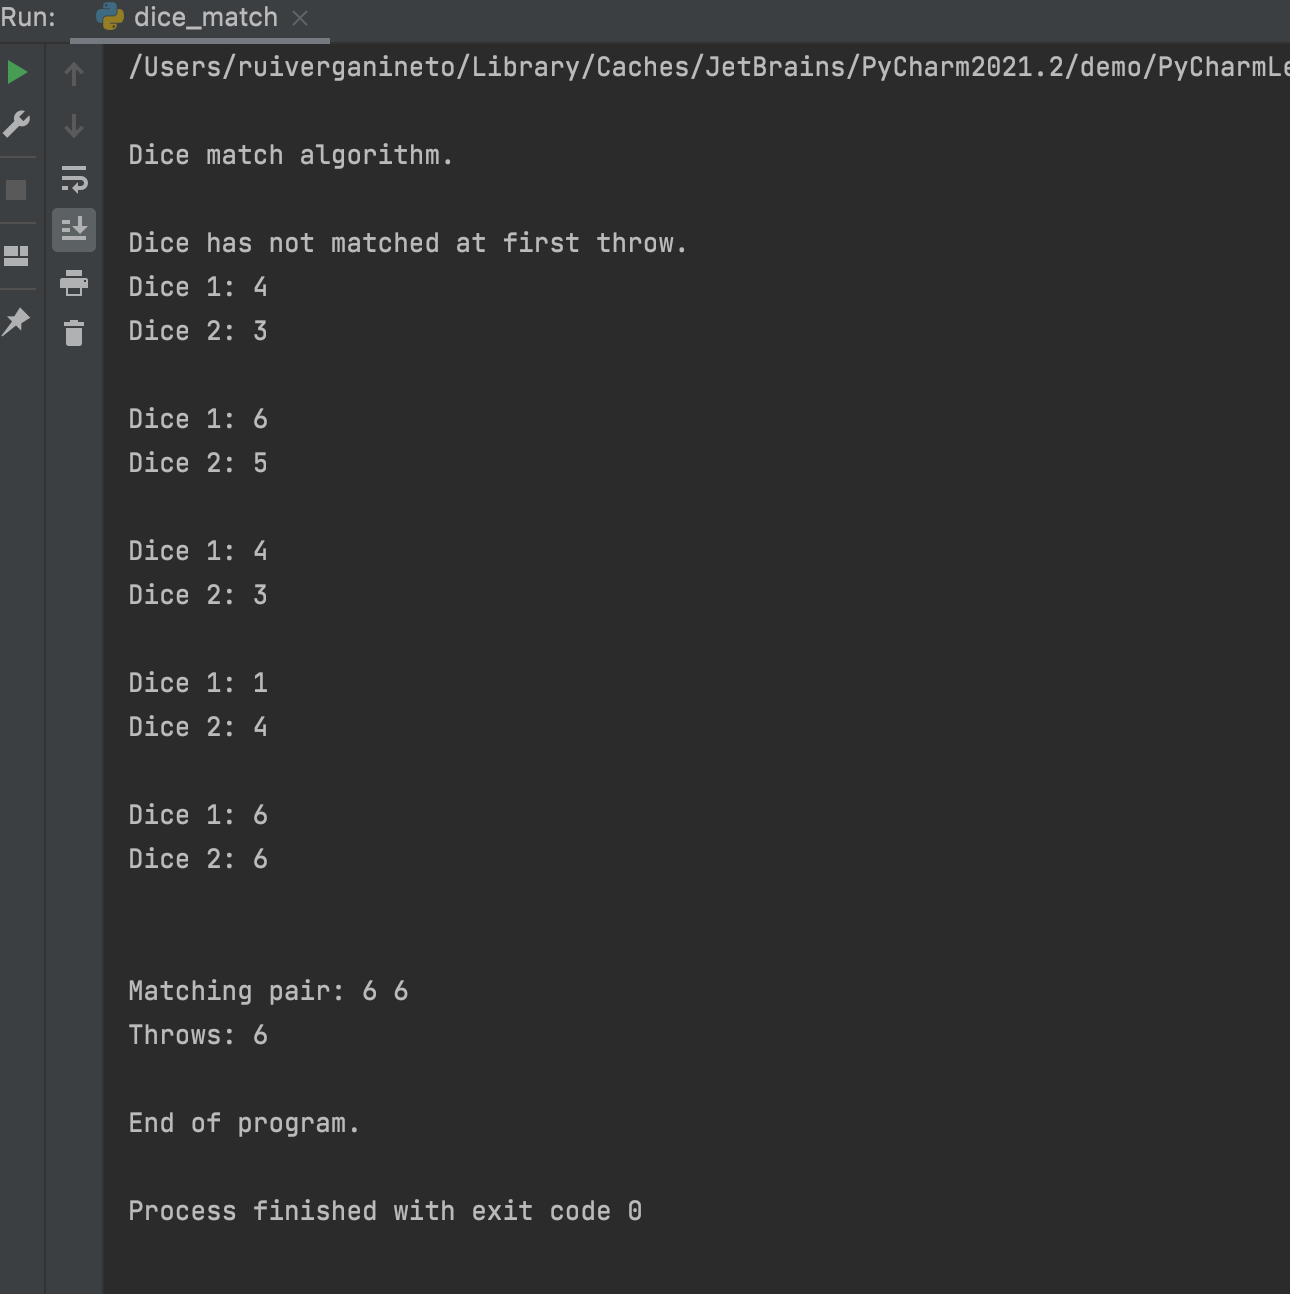 Run: dice_match
/Users/ruiverganineto/Library/Caches/JetBrains/PyCharm2021.2/demo/PyCharmLe
Dice match algorithm.
Dice has not matched at first throw.
Dice 1: 4
Dice 2: 3
Dice 1: 6
Dice 2: 5
Dice 1: 4
Dice 2: 3
Dice 1: 1
Dice 2: 4
Dice 1: 6
Dice 2: 6
Matching pair: 6 6
Throws: 6
End of program.
Process finished with exit code 0